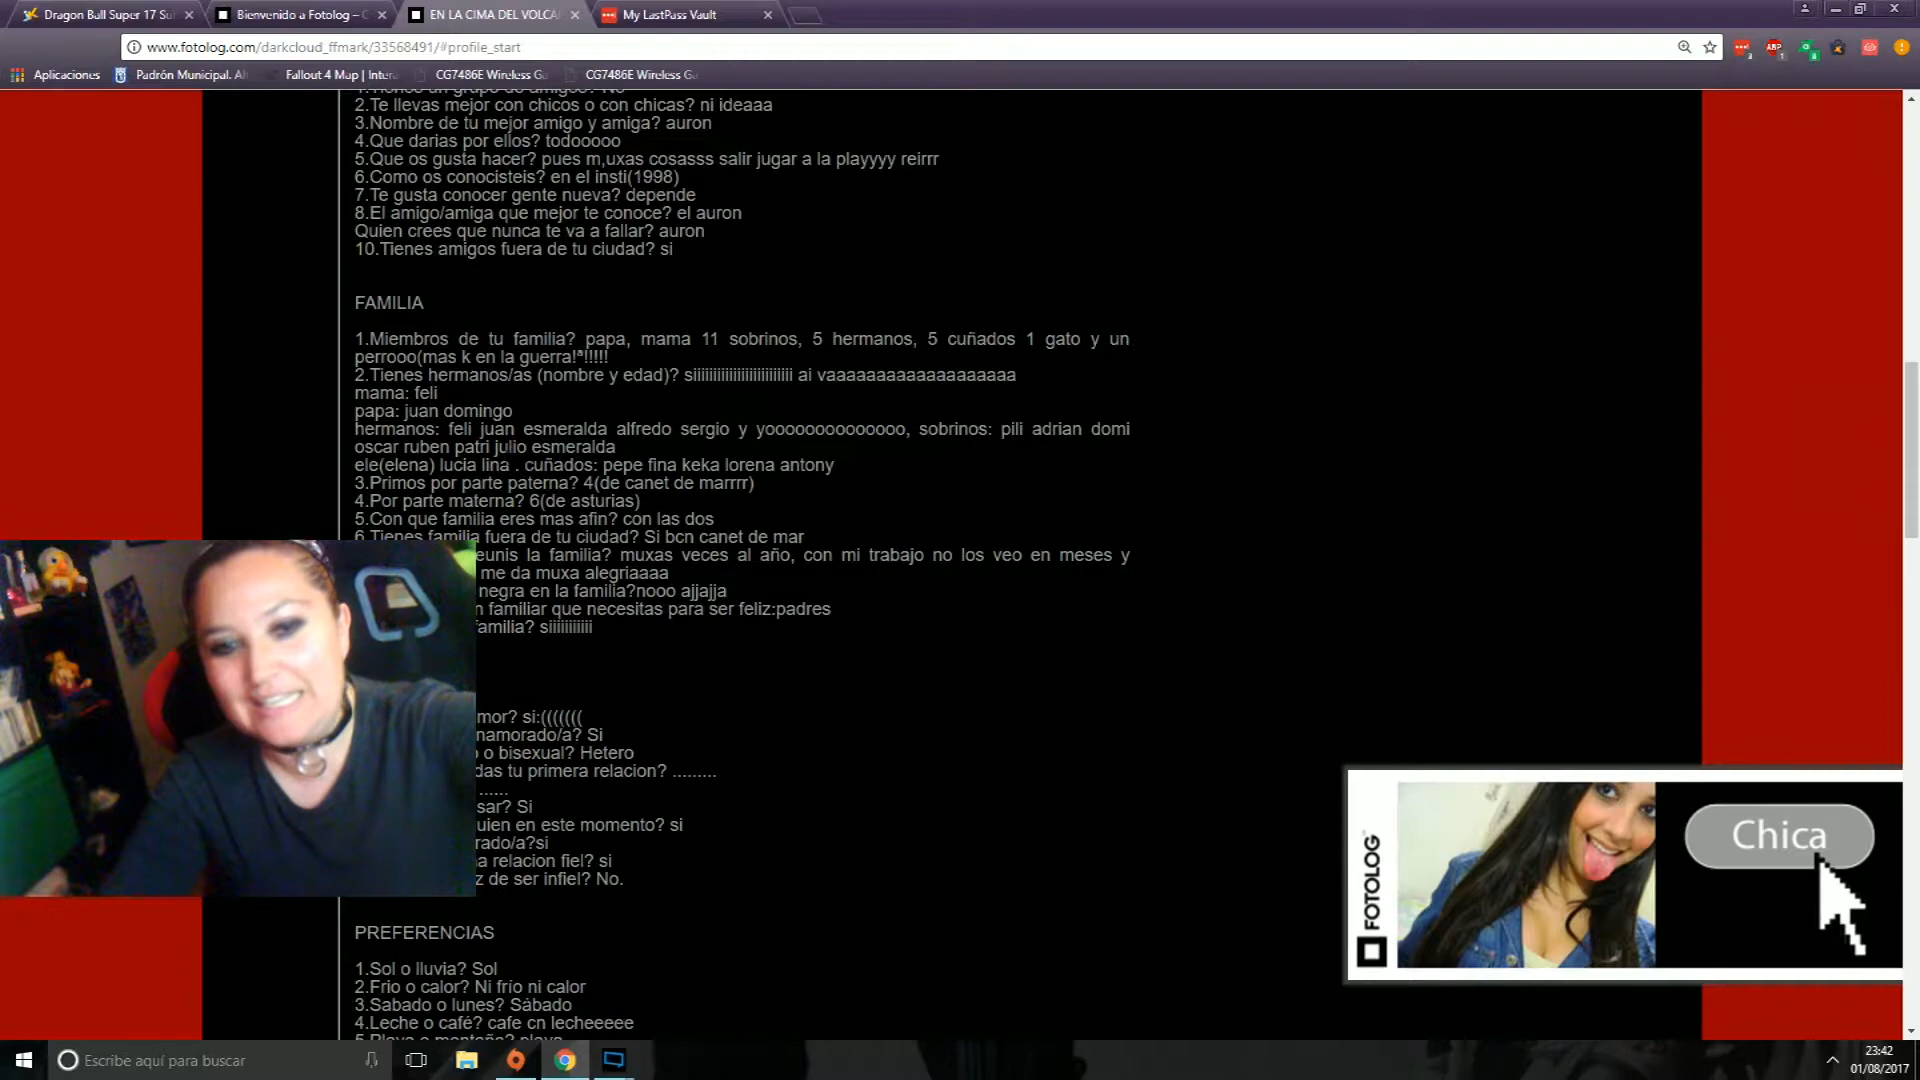 Dragon Ball Super 17 Su
Bienvenido a Fotolog – C
EN LA CIMA DEL VOLCA
My LastPass Vault
www.fotolog.com/darkcloud_ffmark/33568491/#profile_start
Aplicaciones
Padrón Municipal. A
Fallout 4 Map | Intera
CG7486E Wireless Ga
CG7486E Wireless Ga
2.Te llevas mejor con chicos o con chicas? ni ideaaa
3.Nombre de tu mejor amigo y amiga? auron
4.Que darias por ellos? todooooo
5.Que os gusta hacer? pues m,uxas cosasss salir jugar a la playyyy reirrr
6.Como os conocisteis? en el insti(1998)
7.Te gusta conocer gente nueva? depende
8.El amigo/amiga que mejor te conoce? el auron
Quien crees que nunca te va a fallar? auron
10.Tienes amigos fuera de tu ciudad? si
FAMILIA
1.Miembros de tu familia? papa, mama 11 sobrinos, 5 hermanos, 5 cuñados 1 gato y un
perrooo(mas k en la guerra!ª!!!!!
2.Tienes hermanos/as (nombre y edad)? siiiiiiiiiiiiiiiiiiiiiiiii ai vaaaaaaaaaaaaaaaaaaa
mama: feli
papa: juan domingo
hermanos: feli juan esmeralda alfredo sergio y yoooooooooooooo, sobrinos: pili adrian domi
oscar ruben patri julio esmeralda
ele(elena) lucia lina . cuñados: pepe fina keka lorena antony
3.Primos por parte paterna? 4(de canet de marrrr)
4.Por parte materna? 6(de asturias)
5.Con que familia eres mas afin? con las dos
6.Tienes familia fuera de tu ciudad? Si bcn canet de mar
eunis la familia? muxas veces al año, con mi trabajo no los veo en meses y
me da muxa alegriaaaa
negra en la familia?nooo ajjajja
n familiar que necesitas para ser feliz:padres
familia? siiiiiiiiiii
mor? si:(((((((
namorado/a? Si
o bisexual? Hetero
das tu primera relacion? .........
......
sar? Si
uien en este momento? si
rado/a?si
a relacion fiel? si
z de ser infiel? No.
PREFERENCIAS
1.Sol o lluvia? Sol
2.Frio o calor? Ni frío ni calor
3.Sabado o lunes? Sábado
4.Leche o café? cafe cn lecheeeee
FOTOLOG
Chica
Escribe aquí para buscar
23:42
01/08/2017